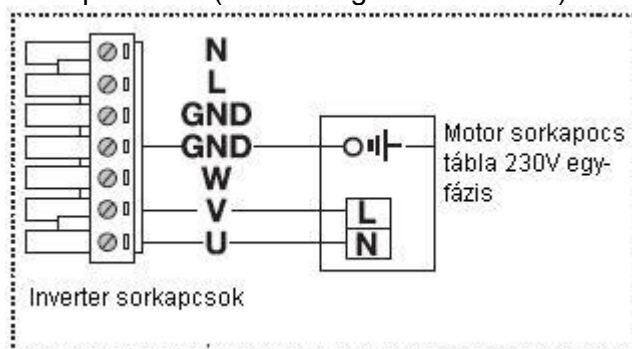 N
L
GND
GND
W
V
U
L
N
Motor sorkapocs
tábla 230V egy-
fázis
Inverter sorkapcsok